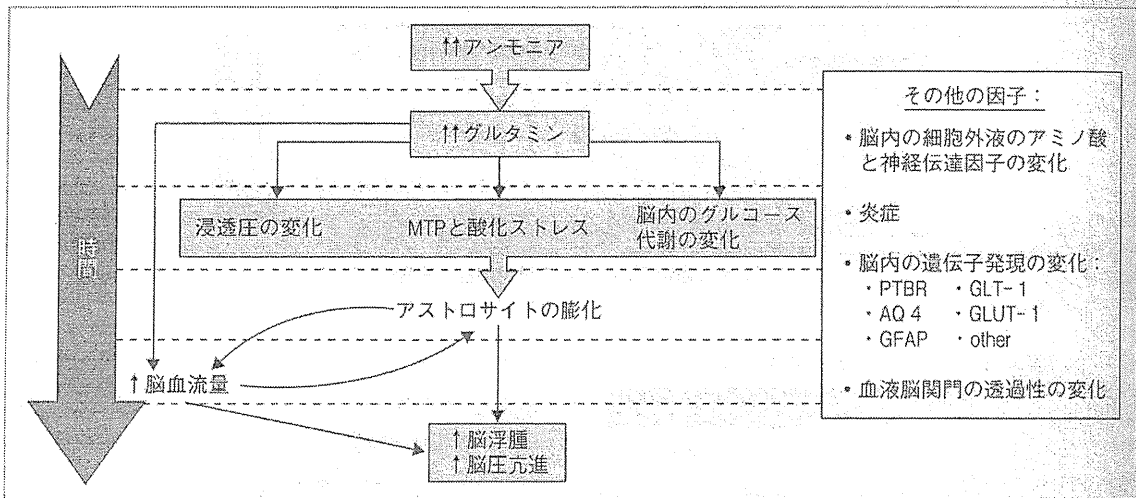 ↑↑アンモニア
↑↑グルタミン
浸透圧の変化
MTPと酸化ストレス
脳内のグルコース
代謝の変化
アストロサイトの膨化
↑脳血流量
↑脳浮腫
↑脳圧亢進
時間
その他の因子：
・脳内の細胞外液のアミノ酸
と神経伝達因子の変化
・炎症
・脳内の遺伝子発現の変化：
・PTBR ・GLT-1
・AQ 4 ・GLUT-1
・GFAP ・other
・血液脳関門の透過性の変化